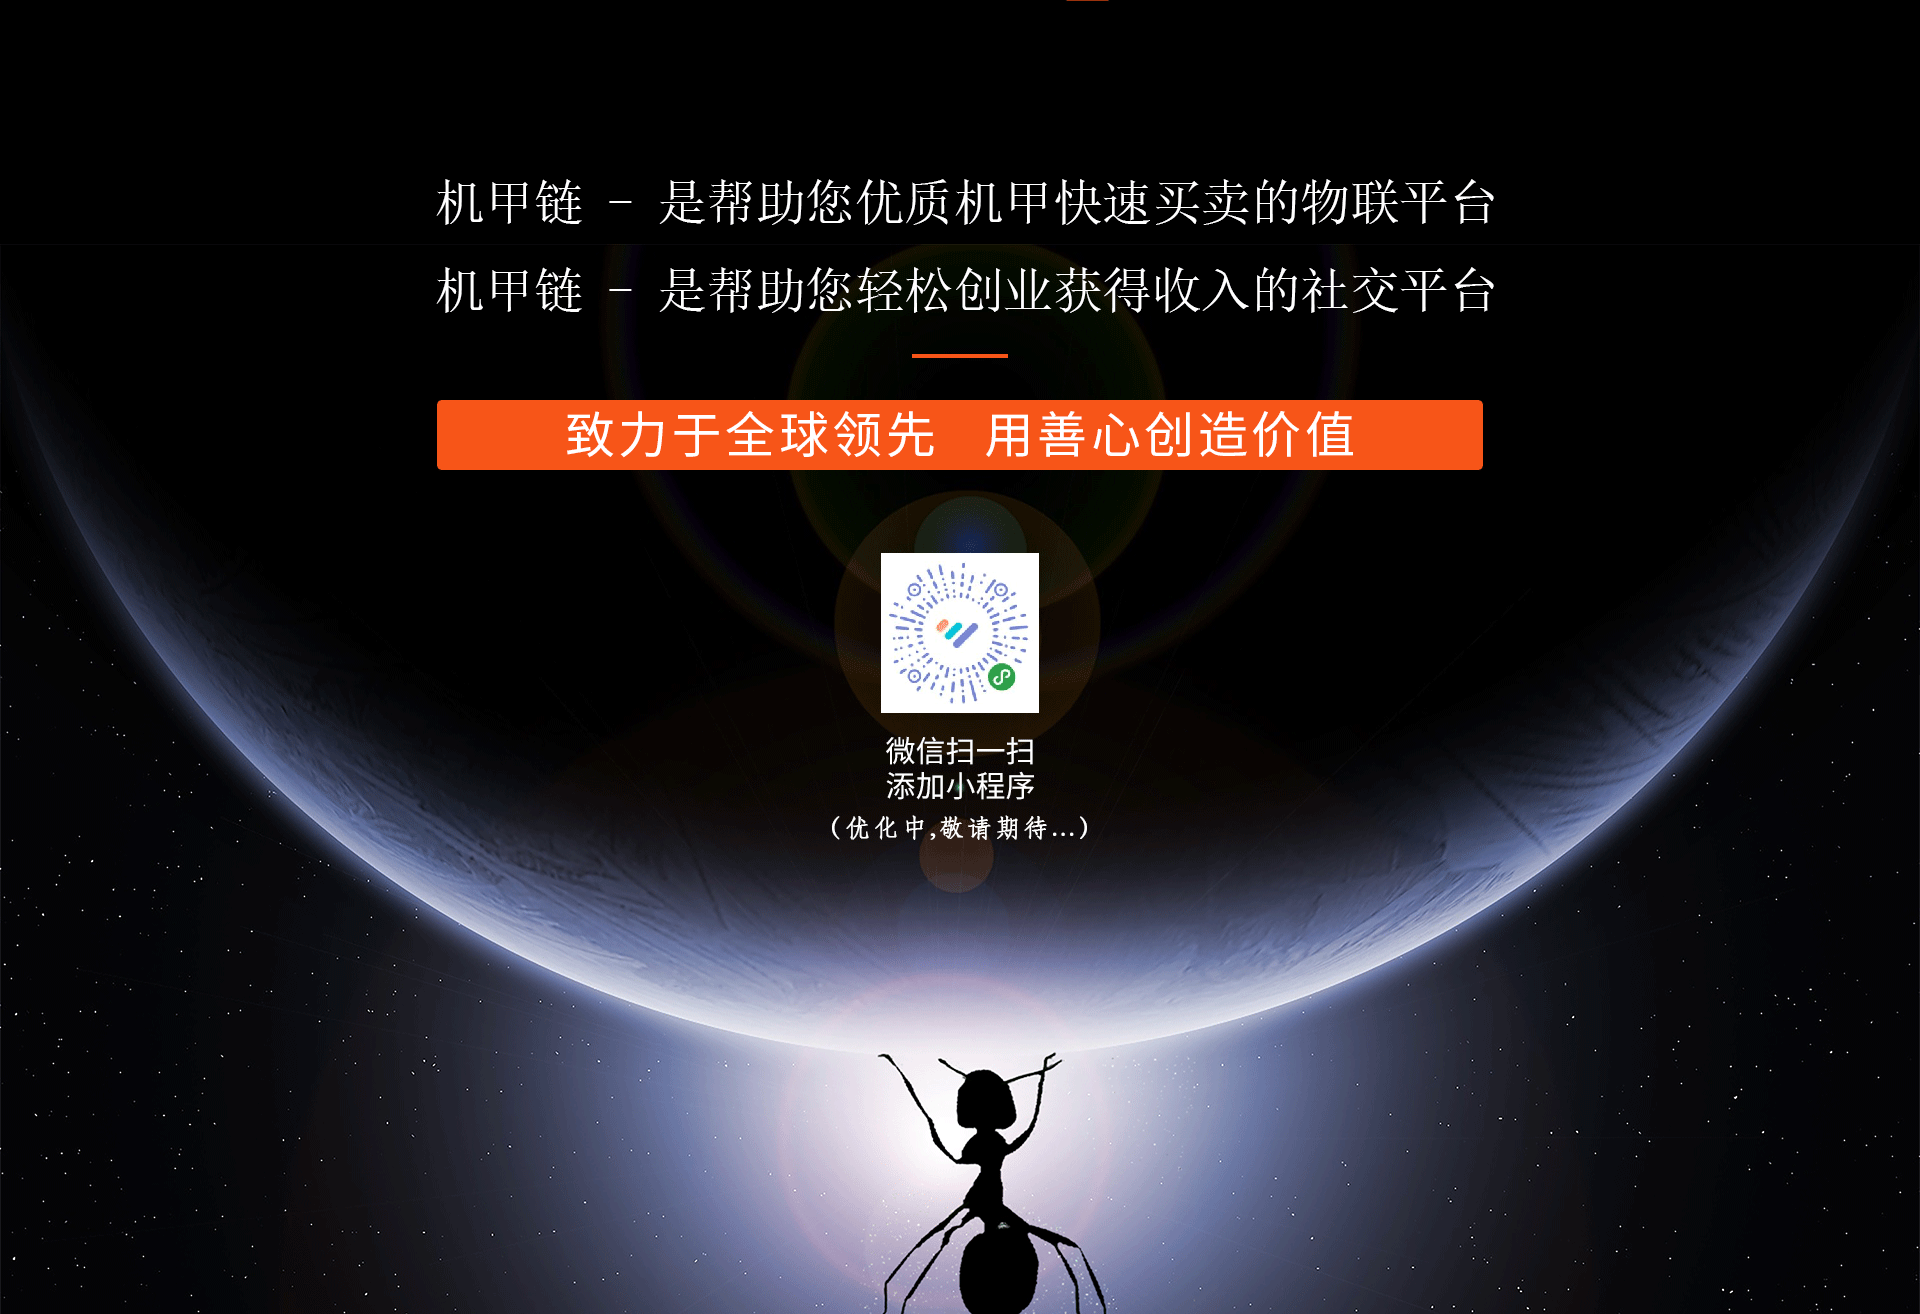 机甲链 - 是帮助您优质机甲快速买卖的物联平台
机甲链 - 是帮助您轻松创业获得收入的社交平台
致力于全球领先 用善心创造价值
微信扫一扫
添加小程序
（优化中,敬请期待...）